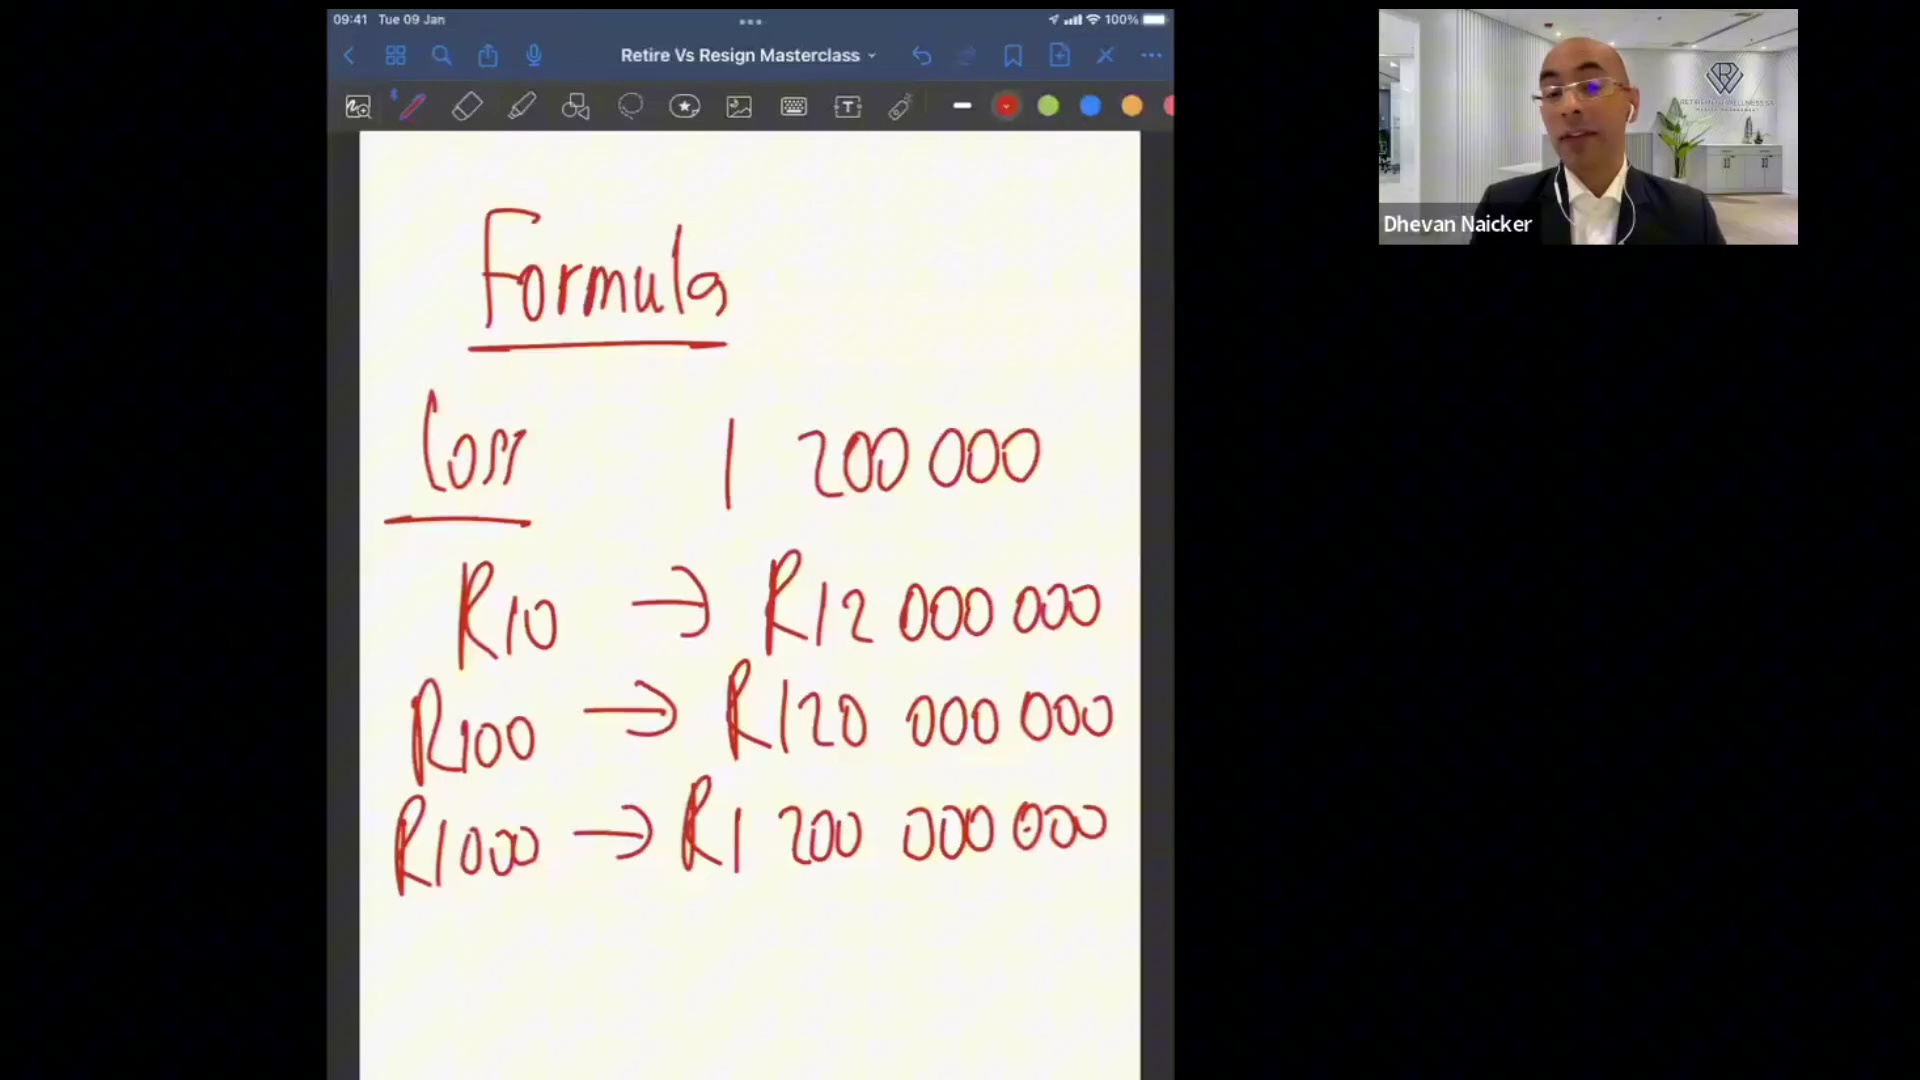 09:41 Tue 09 Jan
100%
Retire Vs Resign Masterclass
T
Formula
1 200 000
R10 → R12 000 000
R100 → R120 000 000
R1000 → R1 200 000 000
Dhevan Naicker